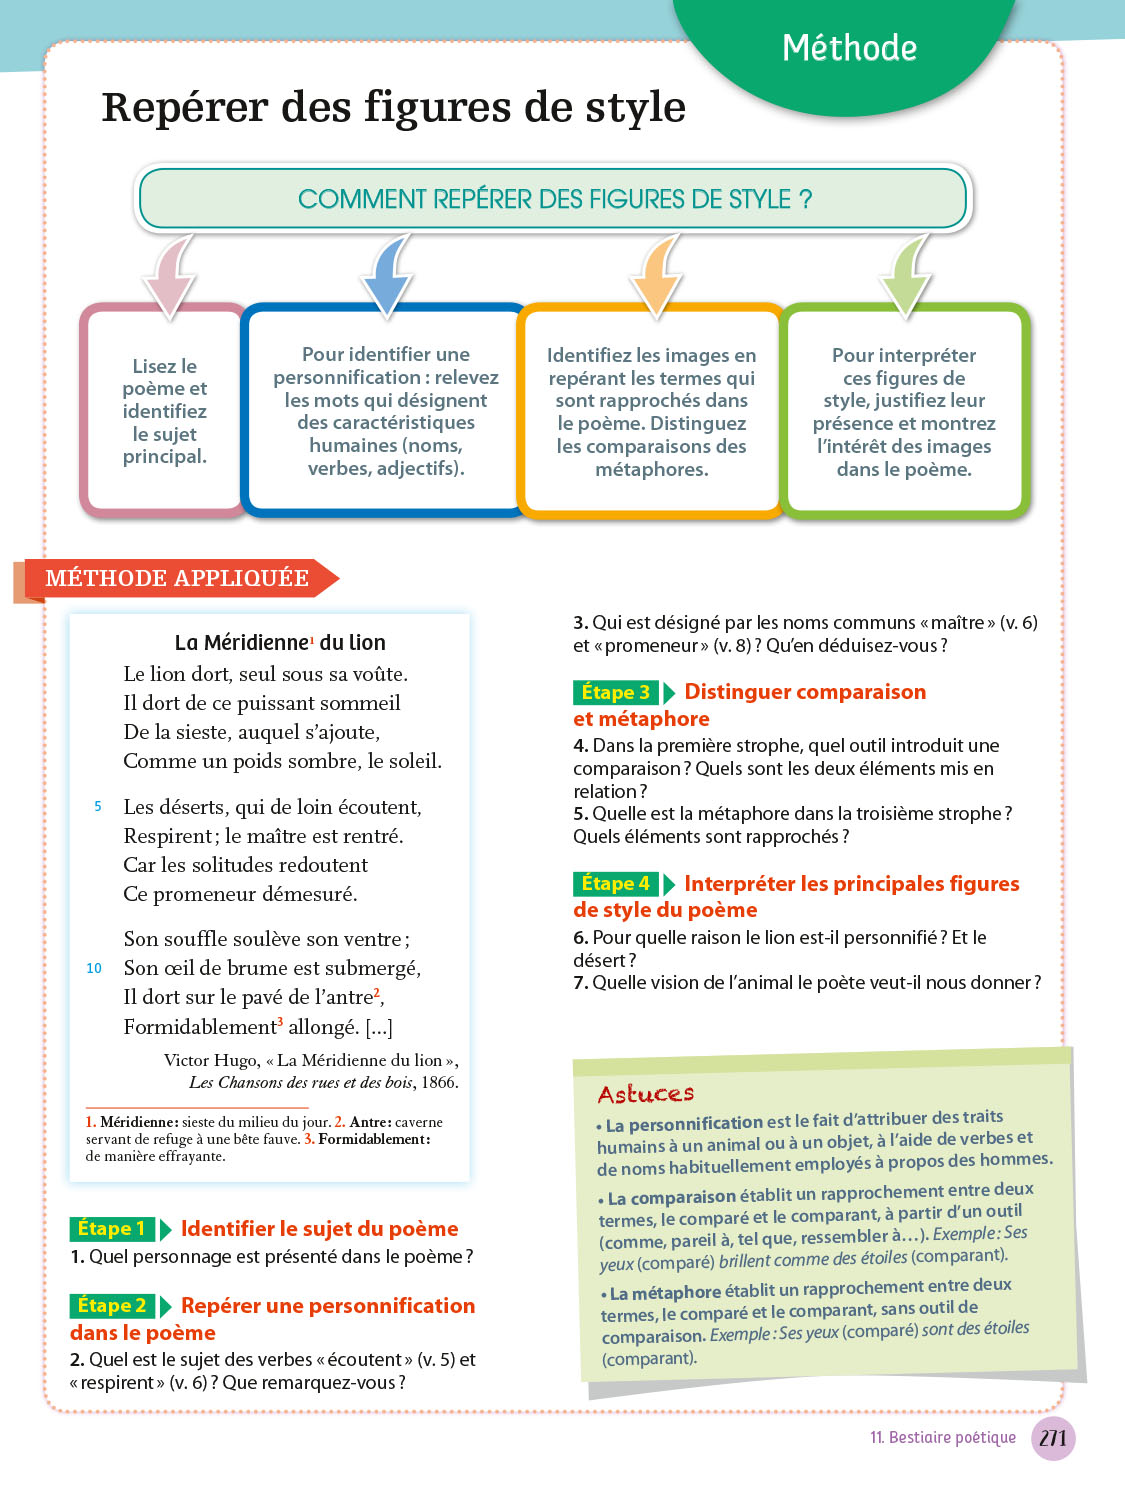 Méthode
Repérer des figures de style
COMMENT REPÉRER DES FIGURES DE STYLE ?
Lisez le
poème et
identifiez
le sujet
principal.
Pour identifier une
personnification : relevez
les mots qui désignent
des caractéristiques
humaines (noms,
verbes, adjectifs).
Identifiez les images en
repérant les termes qui
sont rapprochés dans
le poème. Distinguez
les comparaisons des
métaphores.
Pour interpréter
ces figures de
style, justifiez leur
présence et montrez
l'intérêt des images
dans le poème.
MÉTHODE APPLIQUÉE
La Méridienne1 du lion
Le lion dort, seul sous sa voûte.
Il dort de ce puissant sommeil
De la sieste, auquel s'ajoute,
Comme un poids sombre, le soleil.
5 Les déserts, qui de loin écoutent,
Respirent ; le maître est rentré.
Car les solitudes redoutent
Ce promeneur démesuré.
Son souffle soulève son ventre ;
10 Son œil de brume est submergé,
Il dort sur le pavé de l'antre2,
Formidablement3 allongé. [...]
Victor Hugo, « La Méridienne du lion »,
Les Chansons des rues et des bois, 1866.
1. Méridienne : sieste du milieu du jour. 2. Antre : caverne
servant de refuge à une bête fauve. 3. Formidablement :
de manière effrayante.
Étape 1 Identifier le sujet du poème
1. Quel personnage est présenté dans le poème ?
Étape 2 Repérer une personnification
dans le poème
2. Quel est le sujet des verbes « écoutent » (v. 5) et
« respirent » (v. 6) ? Que remarquez-vous ?
3. Qui est désigné par les noms communs « maître » (v. 6)
et « promeneur » (v. 8) ? Qu'en déduisez-vous ?
Étape 3 Distinguer comparaison
et métaphore
4. Dans la première strophe, quel outil introduit une
comparaison ? Quels sont les deux éléments mis en
relation ?
5. Quelle est la métaphore dans la troisième strophe ?
Quels éléments sont rapprochés ?
Étape 4 Interpréter les principales figures
de style du poème
6. Pour quelle raison le lion est-il personnifié ? Et le
désert ?
7. Quelle vision de l'animal le poète veut-il nous donner ?
Astuces
• La personnification est le fait d'attribuer des traits
humains à un animal ou à un objet, à l'aide de verbes et
de noms habituellement employés à propos des hommes.
• La comparaison établit un rapprochement entre deux
termes, le comparé et le comparant, à partir d'un outil
(comme, pareil à, tel que, ressembler à…). Exemple : Ses
yeux (comparé) brillent comme des étoiles (comparant).
• La métaphore établit un rapprochement entre deux
termes, le comparé et le comparant, sans outil de
comparaison. Exemple : Ses yeux (comparé) sont des étoiles
(comparant).
11. Bestiaire poétique 271